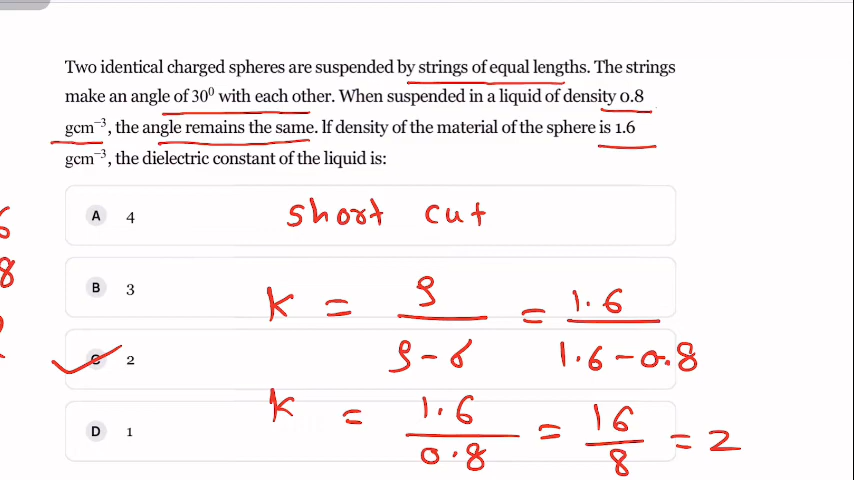 Two identical charged spheres are suspended by strings of equal lengths. The strings
make an angle of 30⁰ with each other. When suspended in a liquid of density 0.8
gcm⁻³, the angle remains the same. If density of the material of the sphere is 1.6
gcm⁻³, the dielectric constant of the liquid is:
A 4
short cut
B 3
K = ρ / ρ - σ = 1.6 / 1.6 - 0.8
C 2
K = 1.6 / 0.8 = 16 / 8 = 2
D 1